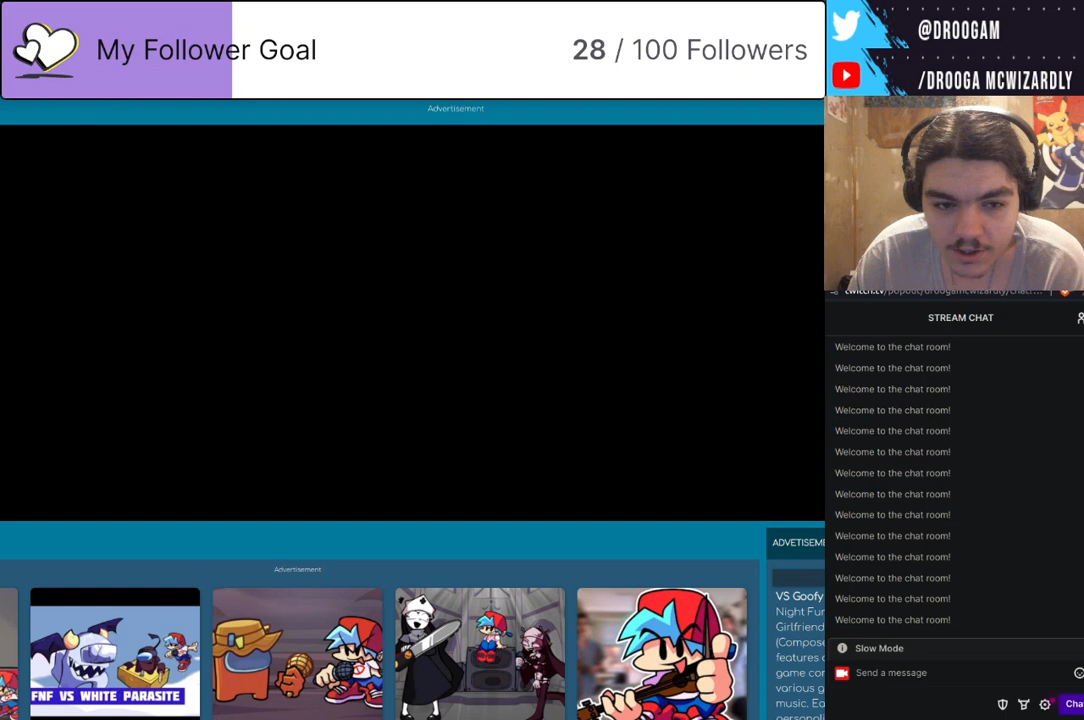 My Follower Goal
28 / 100 Followers
@DROOGAM
/DROOGA MCWIZARDLY
Advertisement
STREAM CHAT
Welcome to the chat room!
Welcome to the chat room!
Welcome to the chat room!
Welcome to the chat room!
Welcome to the chat room!
Welcome to the chat room!
Welcome to the chat room!
Welcome to the chat room!
Welcome to the chat room!
Welcome to the chat room!
Welcome to the chat room!
Welcome to the chat room!
Welcome to the chat room!
Welcome to the chat room!
Slow Mode
Send a message
Cha
ADVETISEME
Advertisement
VS Goofy
Night Fun
Girlfriend
(Compose
features c
game con
various g
music. Ea
FNF VS WHITE PARASITE